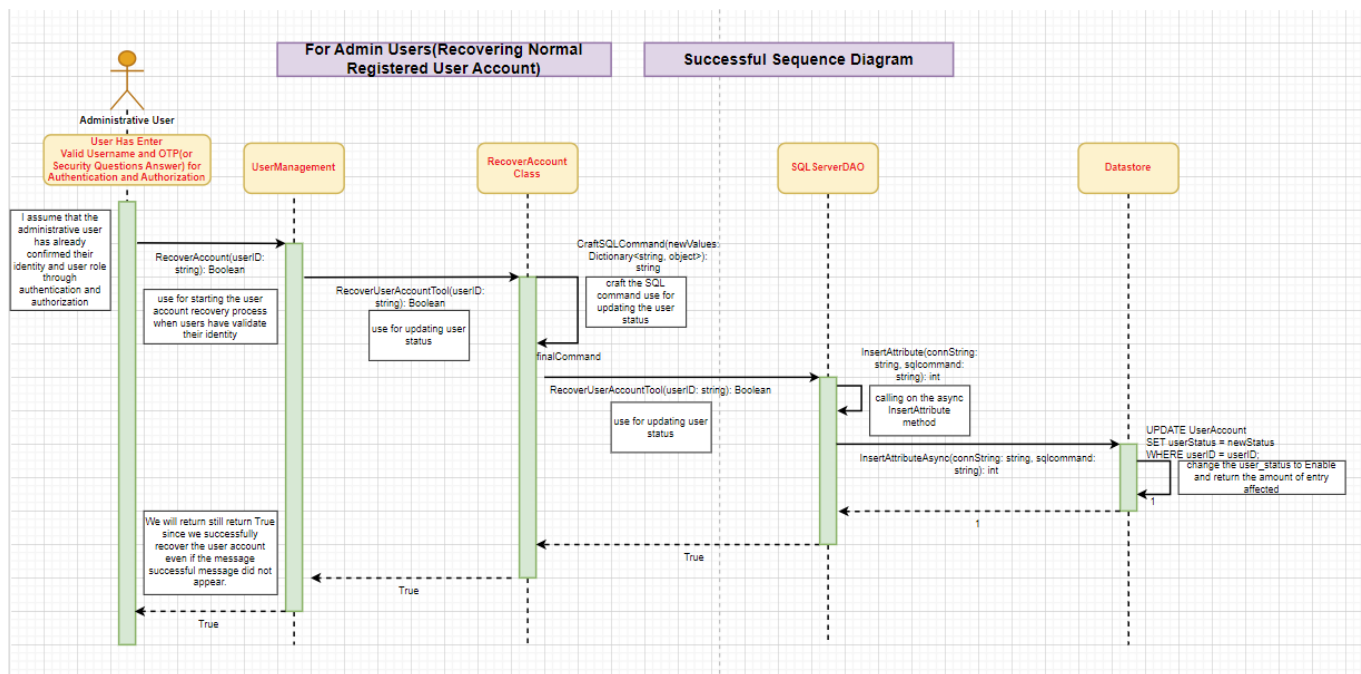 For Admin Users(Recovering Normal
Registered User Account)
Successful Sequence Diagram
Administrative User
User Has Enter
Valid Username and OTP(or
Security Questions Answer) for
Authentication and Authorization
UserManagement
RecoverAccount
Class
SQLServerDAO
Datastore
I assume that the
administrative user
has already
confirmed their
identity and user role
through
authentication and
authorization
RecoverAccount(userID:
string): Boolean
use for starting the user
account recovery process
when users have validate
their identity
RecoverUserAccountTool(userID:
string): Boolean
use for updating user
status
CraftSQLCommand(newValues:
Dictionary<string, object>):
string
craft the SQL
command use for
updating the user
status
finalCommand
RecoverUserAccountTool(userID: string): Boolean
use for updating user
status
InsertAttribute(connString:
string, sqlcommand:
string): int
calling on the async
InsertAttribute
method
InsertAttributeAsync(connString: string, sqlcommand:
string): int
UPDATE UserAccount
SET userStatus = newStatus
WHERE userID = userID;
change the user_status to Enable
and return the amount of entry
affected
1
1
True
True
We will return still return True
since we successfully
recover the user account
even if the message
successful message did not
appear.
True